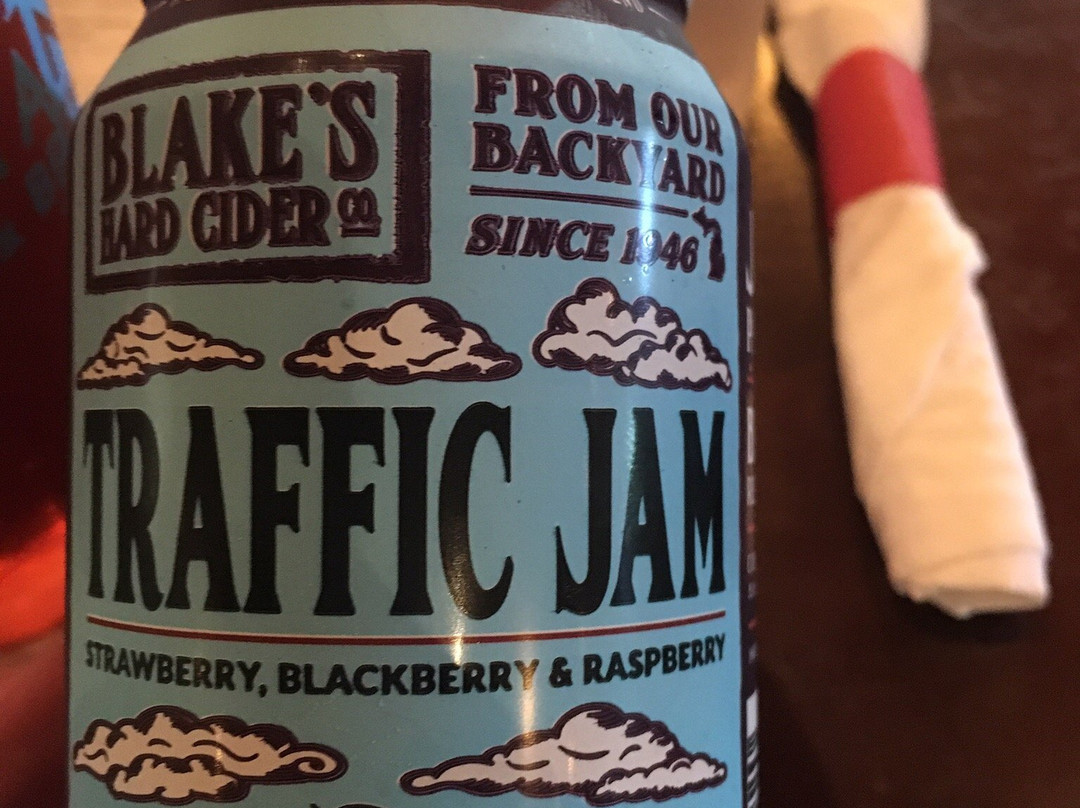 BLAKE'S
HARD CIDER CO
FROM OUR
BACKYARD
SINCE 1946
TRAFFIC JAM
STRAWBERRY, BLACKBERRY & RASPBERRY